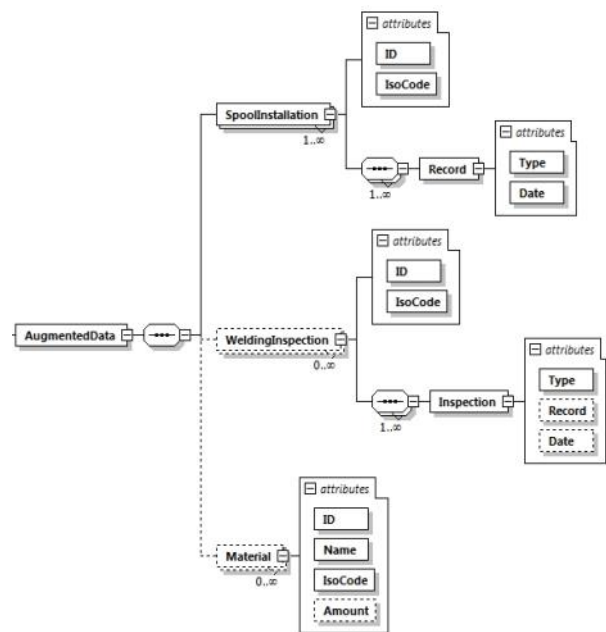 attributes
ID
IsoCode
SpoolInstallation
1..∞
attributes
Record
Type
1..∞
Date
attributes
ID
IsoCode
AugmentedData
WeldingInspection
0..∞
attributes
Inspection
Type
1..∞
Record
Date
attributes
ID
Material
Name
0..∞
IsoCode
Amount